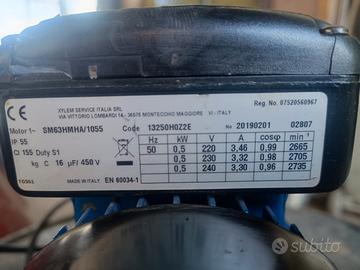 XYLEM SERVICE ITALIA SRL
VIA VITTORIO LOMBARDI 14 - 36075 MONTECCHIO MAGGIORE VI - ITALY
Reg. No. 07520560967
Motor 1~ SM63HMHA/1055 Code 13250H0Z2E No 20190201 02807
IP 55
Cl 155 Duty S1
kg C 16 µF/ 450 V
Hz kW V A cosφ min⁻¹
50 0,5 220 3,46 0,99 2665
0,5 230 3,28 0,98 2705
0,5 240 3,30 0,96 2735
MADE IN ITALY EN 60034-1
subito